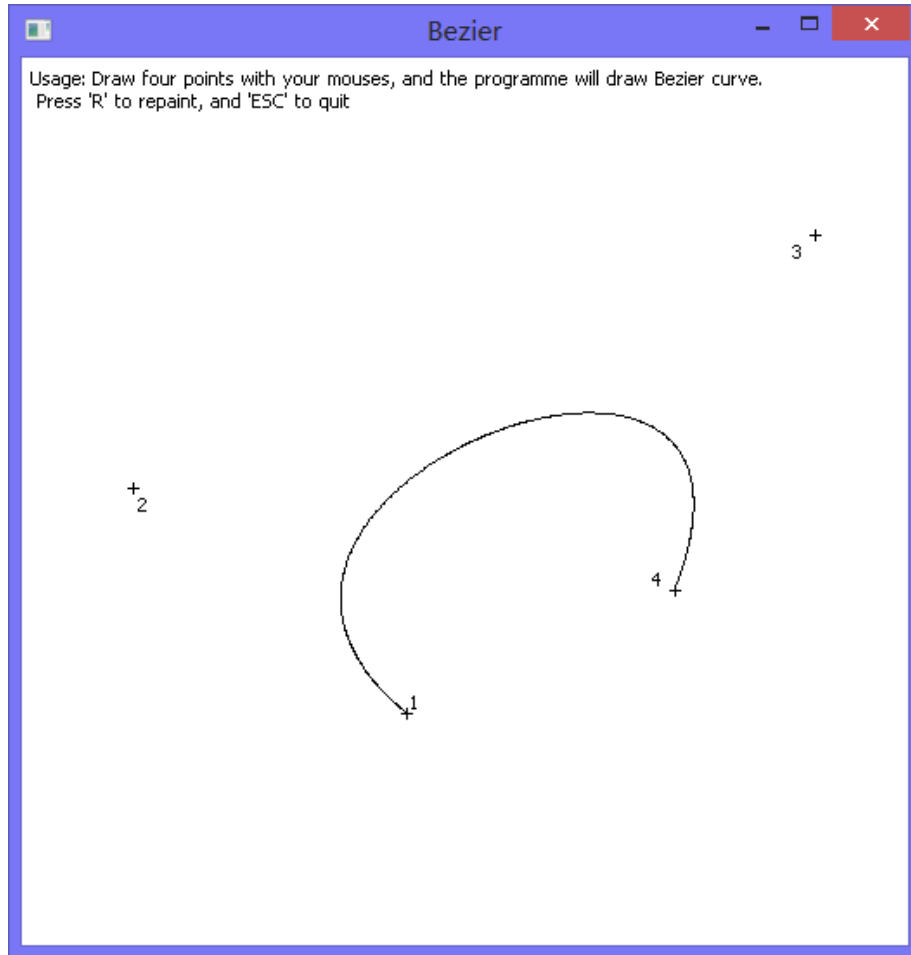 Bezier
Usage: Draw four points with your mouses, and the programme will draw Bezier curve.
Press 'R' to repaint, and 'ESC' to quit
3
2
4
1